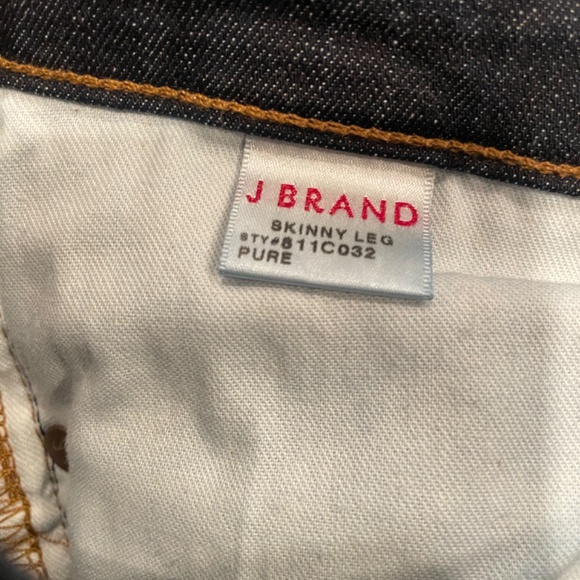 J BRAND
SKINNY LEG
STY#811C032
PURE